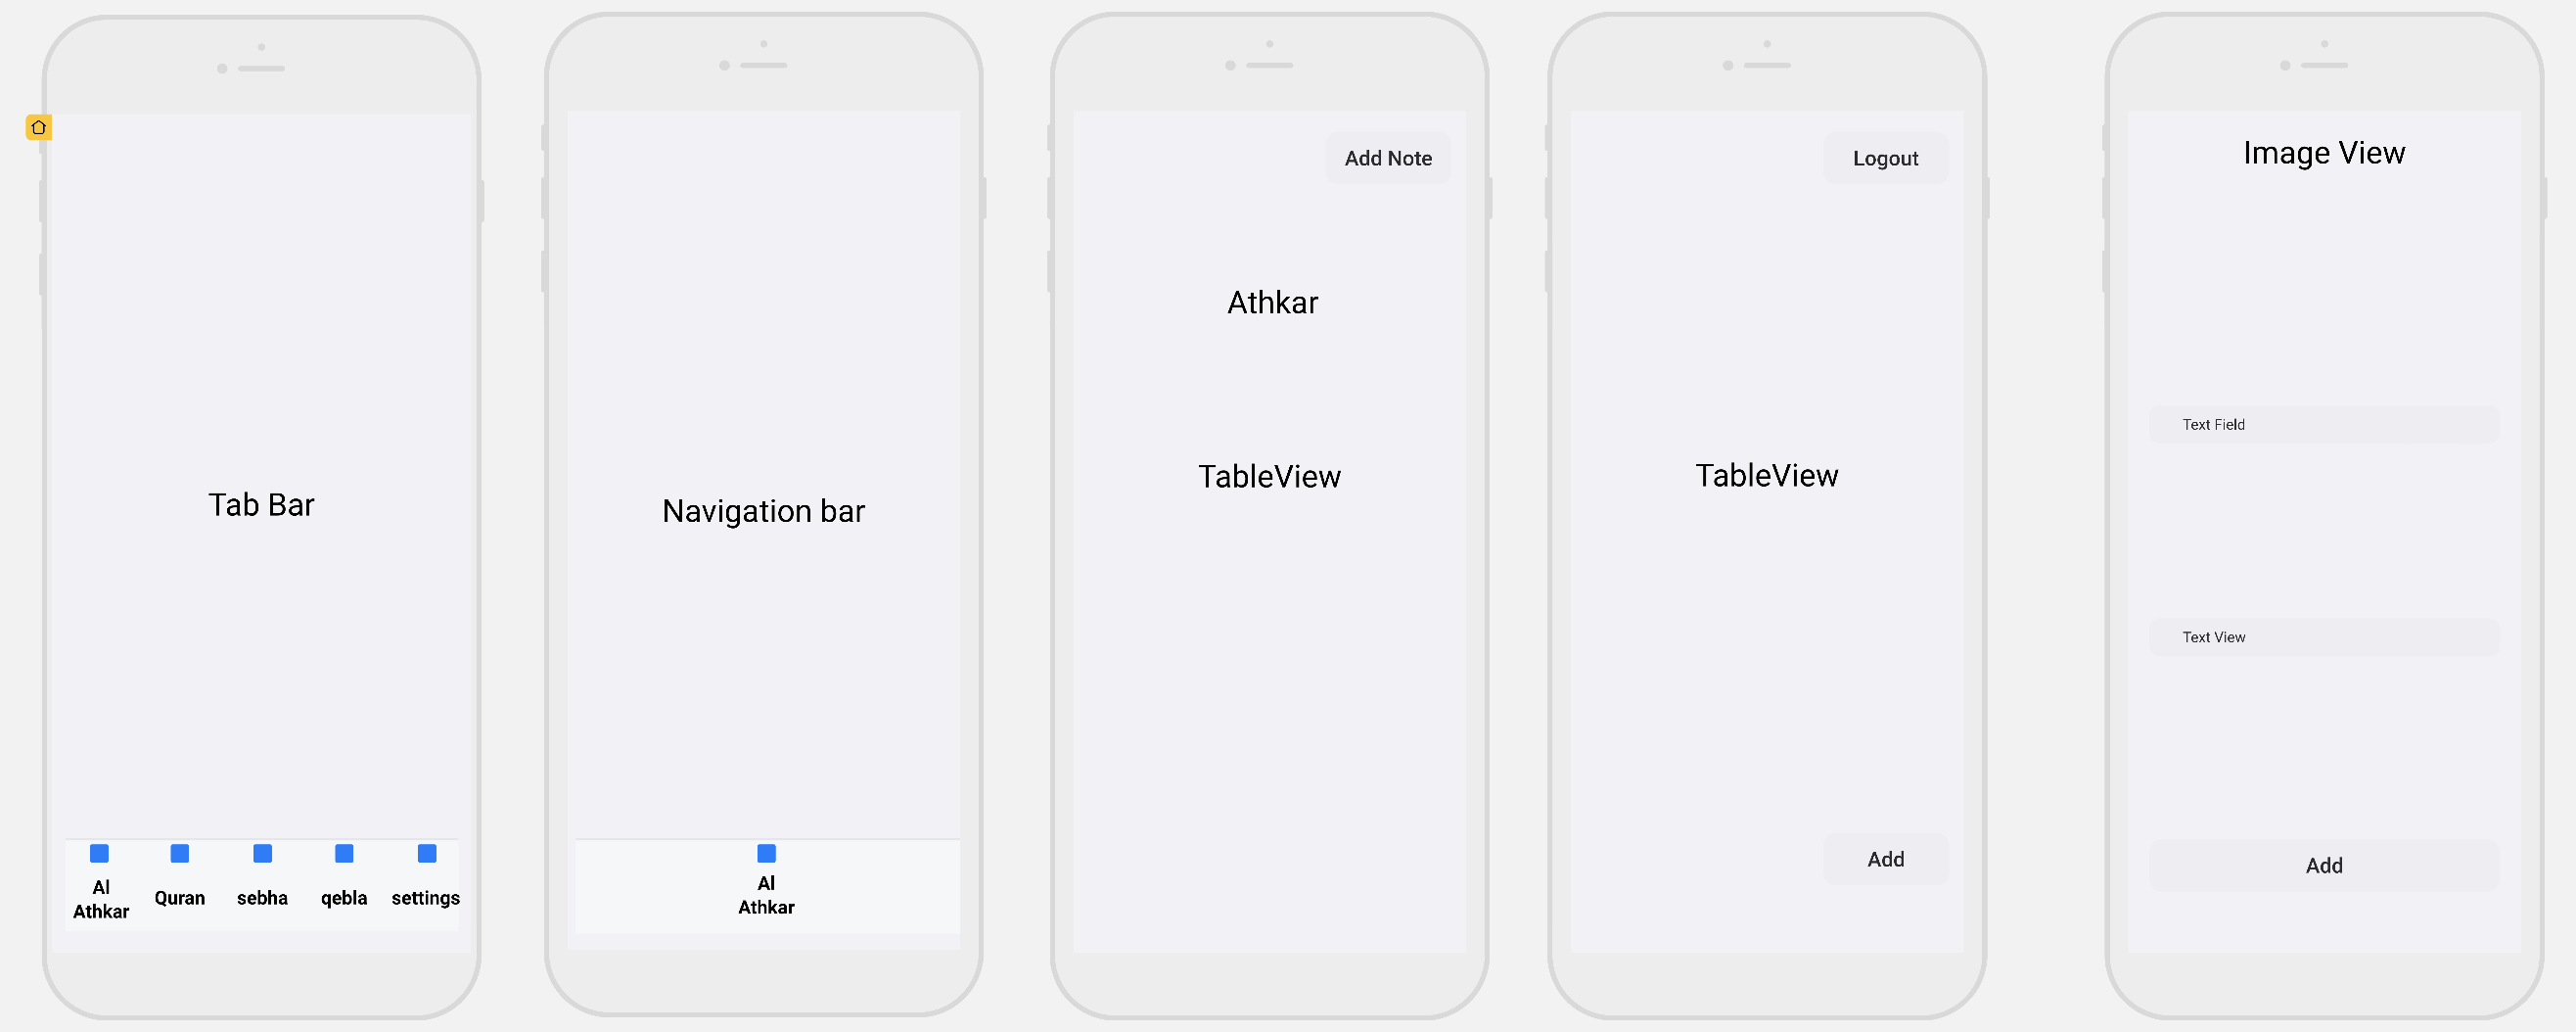 Tab Bar
Al
Athkar
Quran
sebha
qebla
settings
Navigation bar
Al
Athkar
Add Note
Athkar
TableView
Logout
TableView
Add
Image View
Text Field
Text View
Add